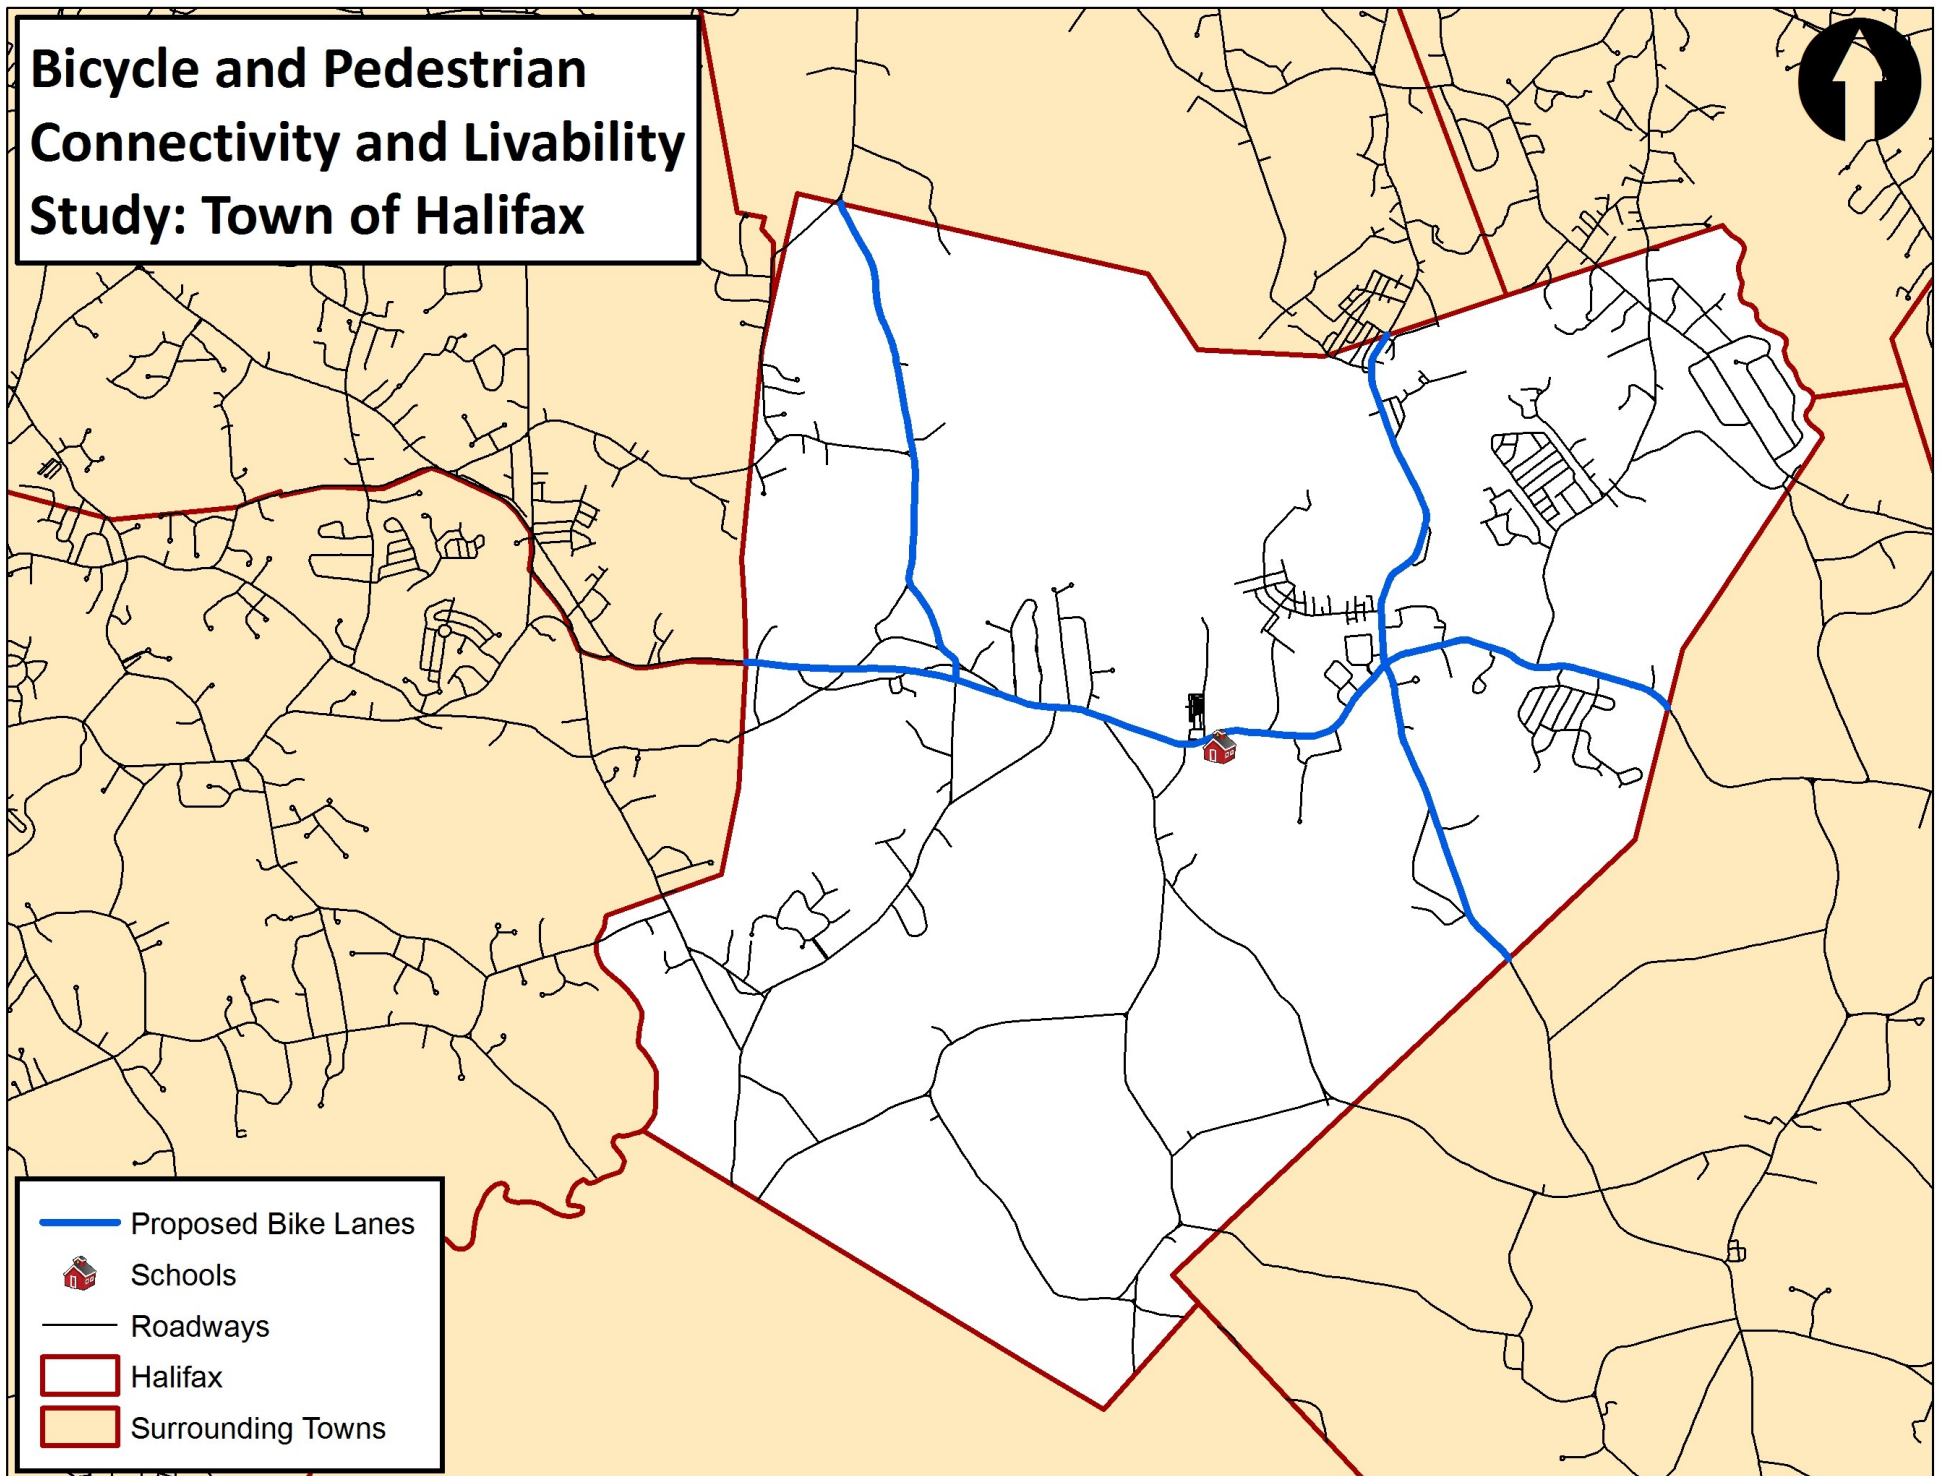 Bicycle and Pedestrian
Connectivity and Livability
Study: Town of Halifax
Proposed Bike Lanes
Schools
Roadways
Halifax
Surrounding Towns